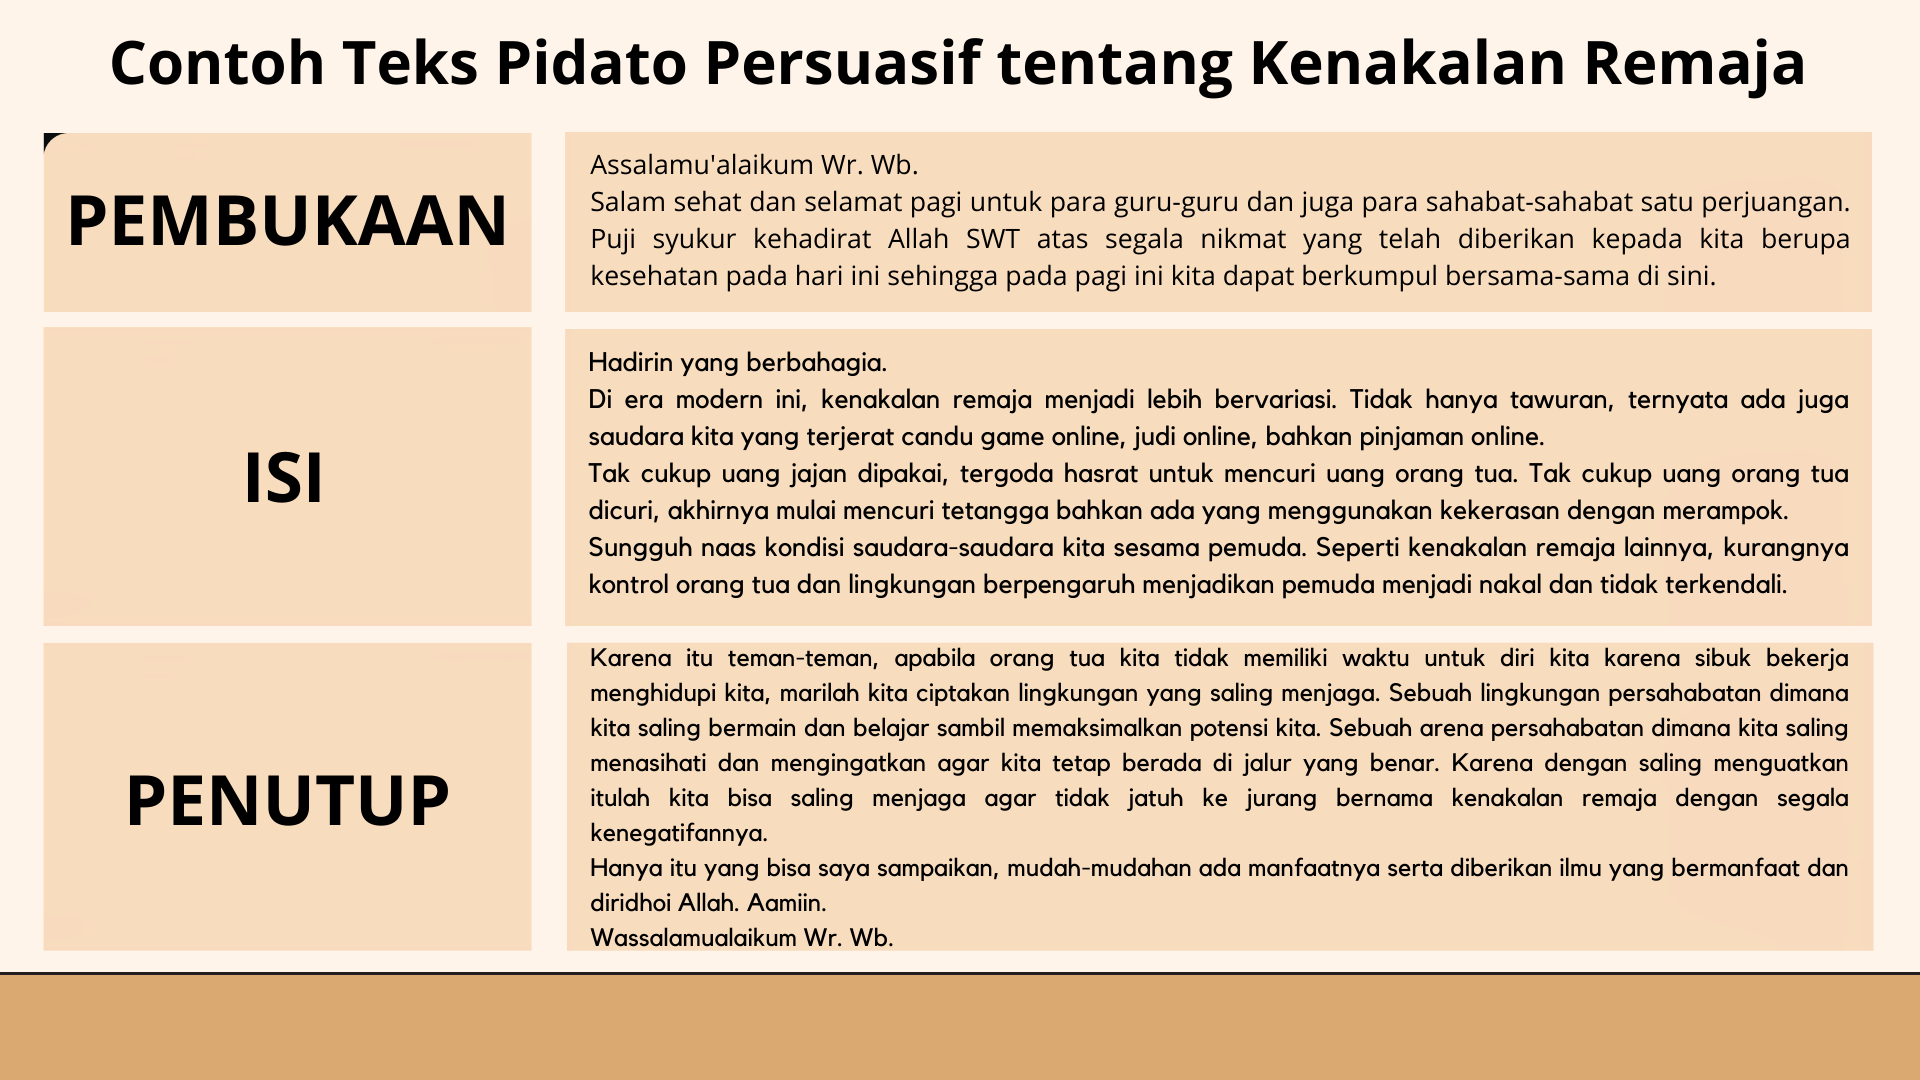 Contoh Teks Pidato Persuasif tentang Kenakalan Remaja
PEMBUKAAN
Assalamu'alaikum Wr. Wb.
Salam sehat dan selamat pagi untuk para guru-guru dan juga para sahabat-sahabat satu perjuangan.
Puji syukur kehadirat Allah SWT atas segala nikmat yang telah diberikan kepada kita berupa
kesehatan pada hari ini sehingga pada pagi ini kita dapat berkumpul bersama-sama di sini.
ISI
Hadirin yang berbahagia.
Di era modern ini, kenakalan remaja menjadi lebih bervariasi. Tidak hanya tawuran, ternyata ada juga
saudara kita yang terjerat candu game online, judi online, bahkan pinjaman online.
Tak cukup uang jajan dipakai, tergoda hasrat untuk mencuri uang orang tua. Tak cukup uang orang tua
dicuri, akhirnya mulai mencuri tetangga bahkan ada yang menggunakan kekerasan dengan merampok.
Sungguh naas kondisi saudara-saudara kita sesama pemuda. Seperti kenakalan remaja lainnya, kurangnya
kontrol orang tua dan lingkungan berpengaruh menjadikan pemuda menjadi nakal dan tidak terkendali.
PENUTUP
Karena itu teman-teman, apabila orang tua kita tidak memiliki waktu untuk diri kita karena sibuk bekerja
menghidupi kita, marilah kita ciptakan lingkungan yang saling menjaga. Sebuah lingkungan persahabatan dimana
kita saling bermain dan belajar sambil memaksimalkan potensi kita. Sebuah arena persahabatan dimana kita saling
menasihati dan mengingatkan agar kita tetap berada di jalur yang benar. Karena dengan saling menguatkan
itulah kita bisa saling menjaga agar tidak jatuh ke jurang bernama kenakalan remaja dengan segala
kenegatifannya.
Hanya itu yang bisa saya sampaikan, mudah-mudahan ada manfaatnya serta diberikan ilmu yang bermanfaat dan
diridhoi Allah. Aamiin.
Wassalamualaikum Wr. Wb.